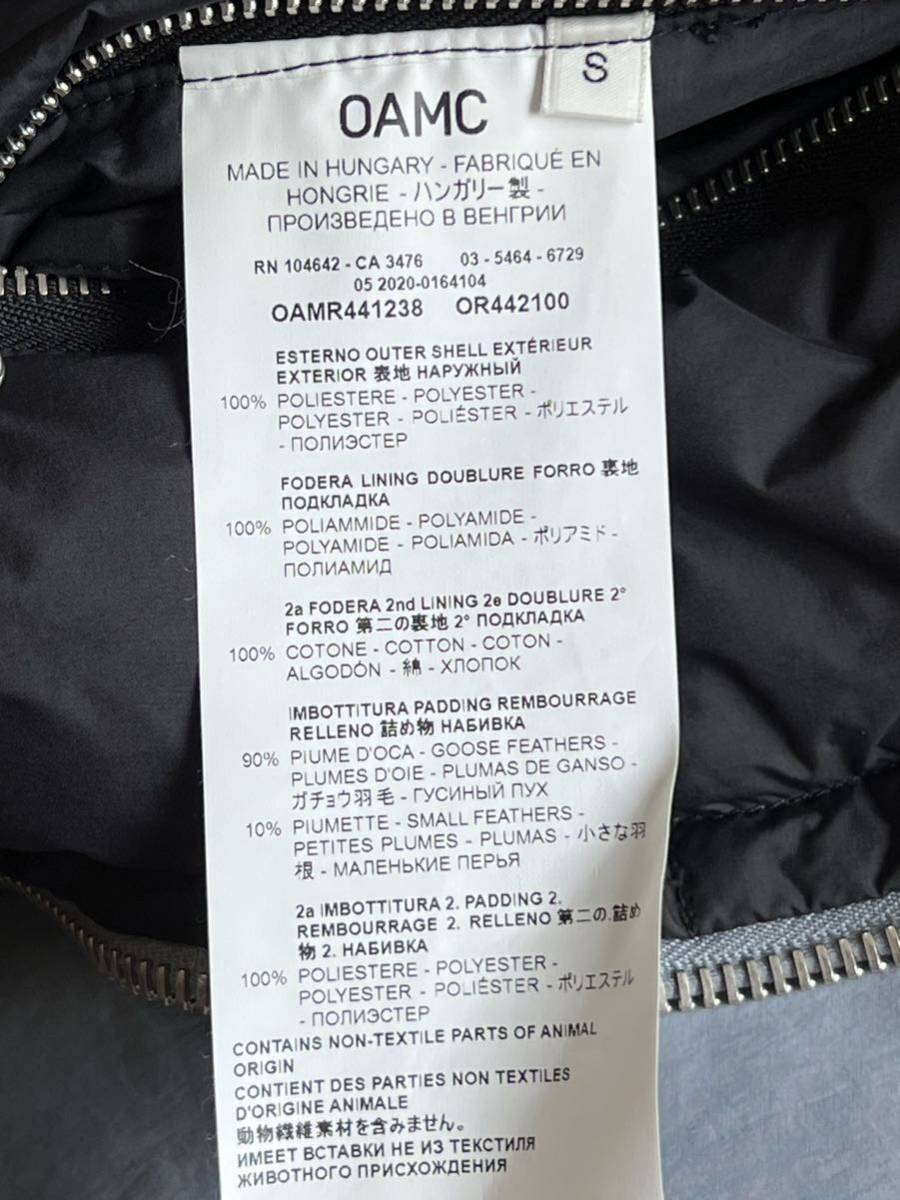 S
OAMC
MADE IN HUNGARY - FABRIQUÉ EN
HONGRIE - ハンガリー製 -
ПРОИЗВЕДЕНО В ВЕНГРИИ
RN 104642 - CA 3476 03 - 5464 - 6729
05 2020-0164104
OAMR441238 OR442100
ESTERNO OUTER SHELL EXTÉRIEUR
EXTERIOR 表地 НАРУЖНЫЙ
100% POLIESTERE - POLYESTER -
POLYESTER - POLIÉSTER - ポリエステル
- ПОЛИЭСТЕР
FODERA LINING DOUBLURE FORRO 裏地
ПОДКЛАДКА
100% POLIAMMIDE - POLYAMIDE -
POLYAMIDE - POLIAMIDA - ポリアミド -
ПОЛИАМИД
2a FODERA 2nd LINING 2e DOUBLURE 2°
FORRO 第二の裏地 2° ПОДКЛАДКА
100% COTONE - COTTON - COTON -
ALGODÓN - 綿 - ХЛОПОК
IMBOTTITURA PADDING REMBOURRAGE
RELLENO 詰め物 НАБИВКА
90% PIUME D'OCA - GOOSE FEATHERS -
PLUMES D'OIE - PLUMAS DE GANSO -
ガチョウ羽毛 - ГУСИНЫЙ ПУХ
10% PIUMETTE - SMALL FEATHERS -
PETITES PLUMES - PLUMAS - 小さな羽
根 - МАЛЕНЬКИЕ ПЕРЬЯ
2a IMBOTTITURA 2. PADDING 2.
REMBOURRAGE 2. RELLENO 第二の.詰め
物 2. НАБИВКА
100% POLIESTERE - POLYESTER -
POLYESTER - POLIÉSTER - ポリエステル
- ПОЛИЭСТЕР
CONTAINS NON-TEXTILE PARTS OF ANIMAL
ORIGIN
CONTIENT DES PARTIES NON TEXTILES
D'ORIGINE ANIMALE
動物繊維素材を含みません。
ИМЕЕТ ВСТАВКИ НЕ ИЗ ТЕКСТИЛЯ
ЖИВОТНОГО ПРИСХОЖДЕНИЯ